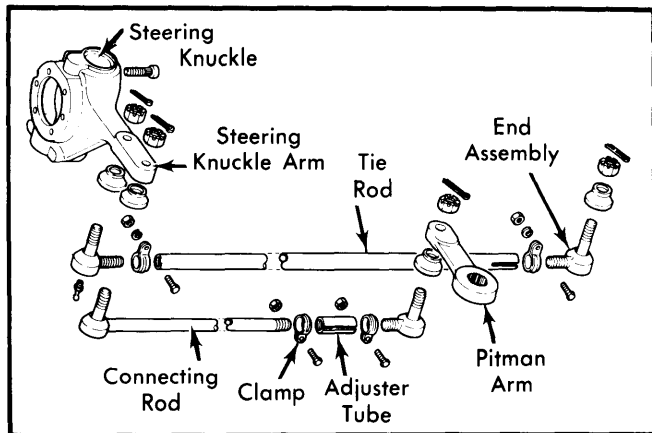 Steering
Knuckle
Steering
Knuckle Arm
Tie
Rod
End
Assembly
Connecting
Rod
Clamp
Adjuster
Tube
Pitman
Arm